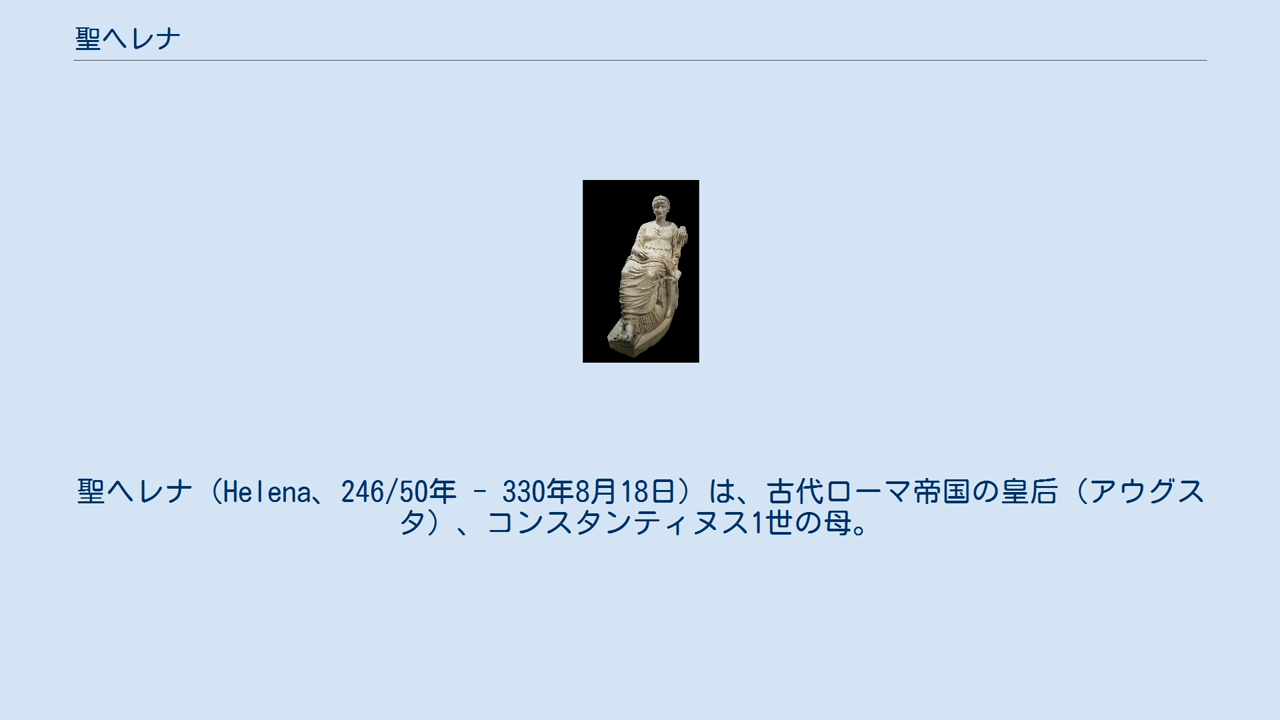 聖ヘレナ
聖ヘレナ（Helena、246/50年 - 330年8月18日）は、古代ローマ帝国の皇后（アウグス
タ）、コンスタンティヌス1世の母。